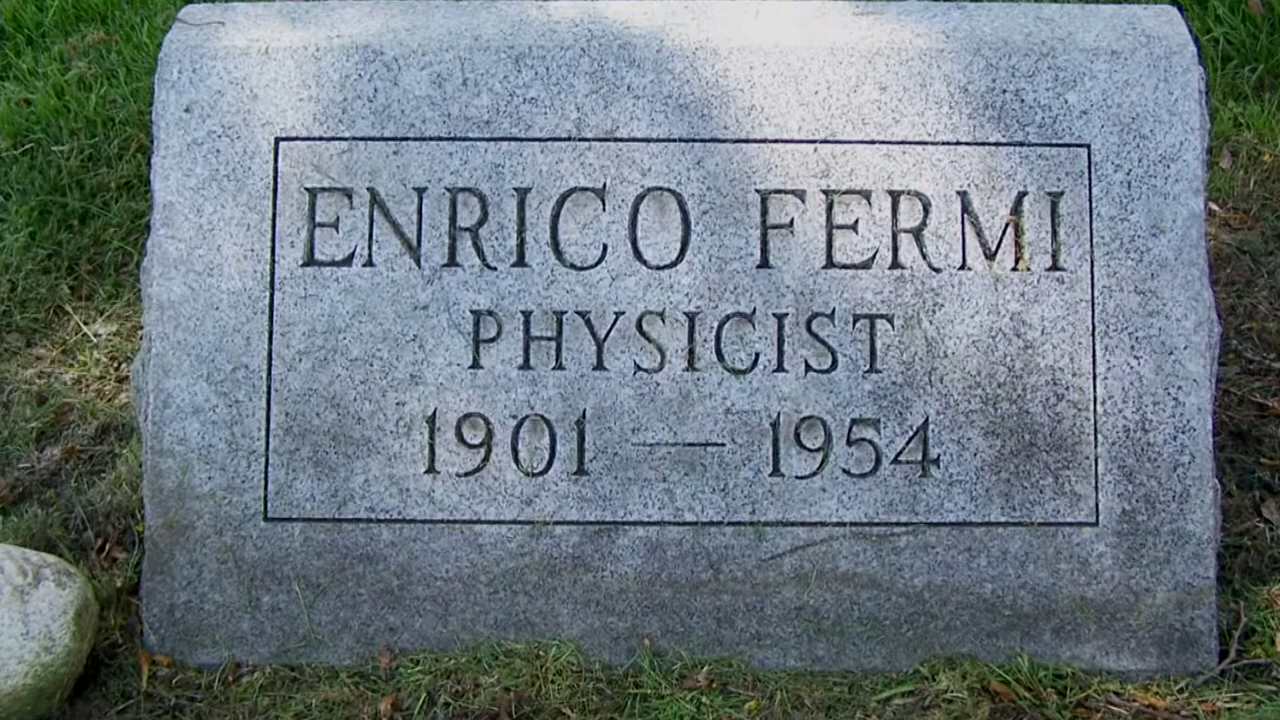 ENRICO FERMI
PHYSICIST
1901 — 1954